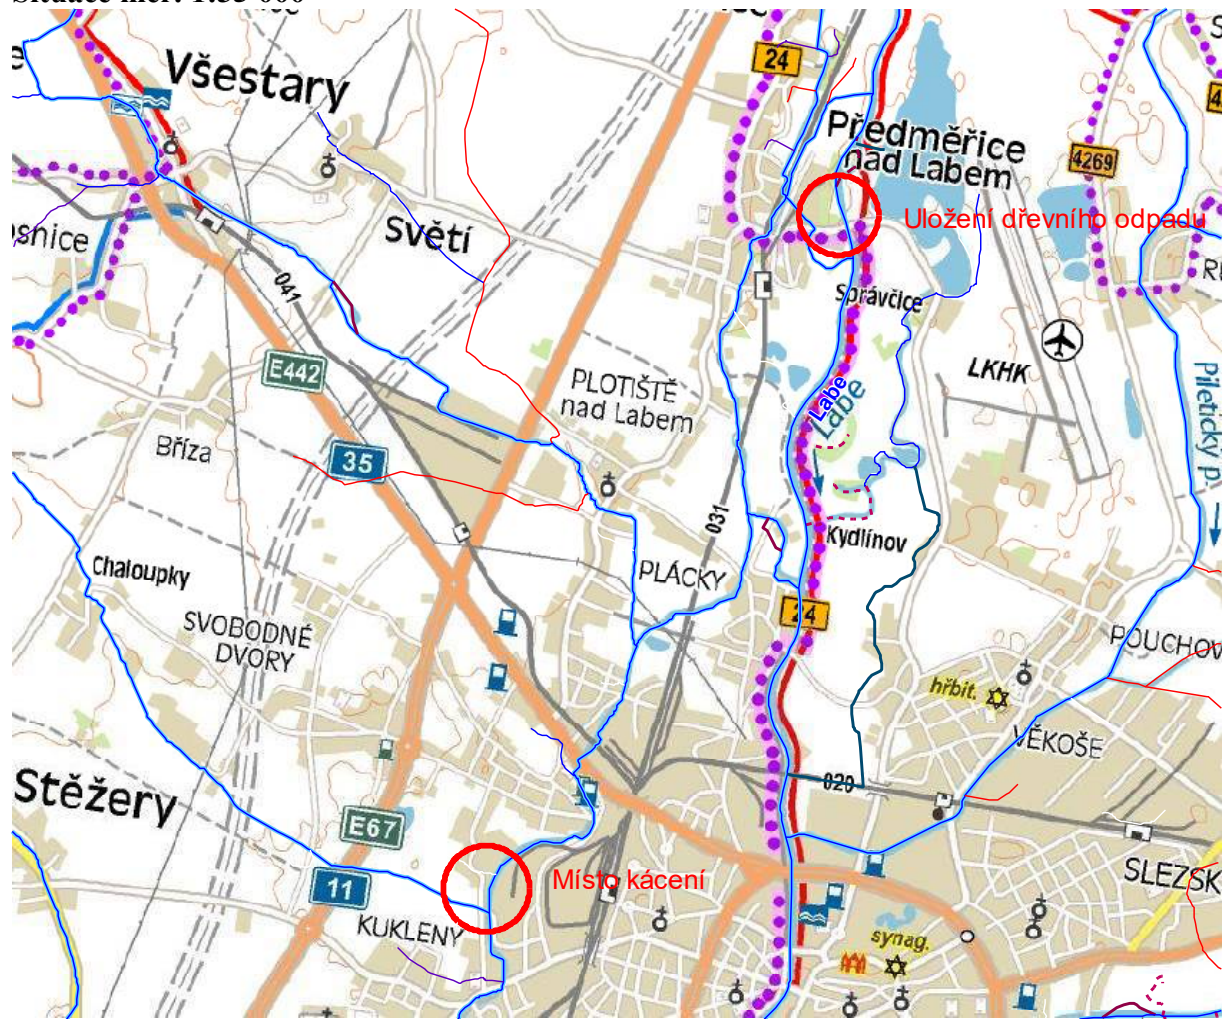 24
Všestary
Předměřice
nad Labem
4269
Uložení dřevního odpadu
Světí
041
Správčice
E442
LKHK
PLOTIŠTĚ
nad Labem
Labe
Labe
Piletický p.
Bříza
35
031
Kydlínov
Chaloupky
PLÁCKY
24
SVOBODNÉ
DVORY
POUCHOV
hřbit.
VĚKOŠE
Stěžery
020
E67
11
Místo kácení
SLEZSK
KUKLENY
synag.